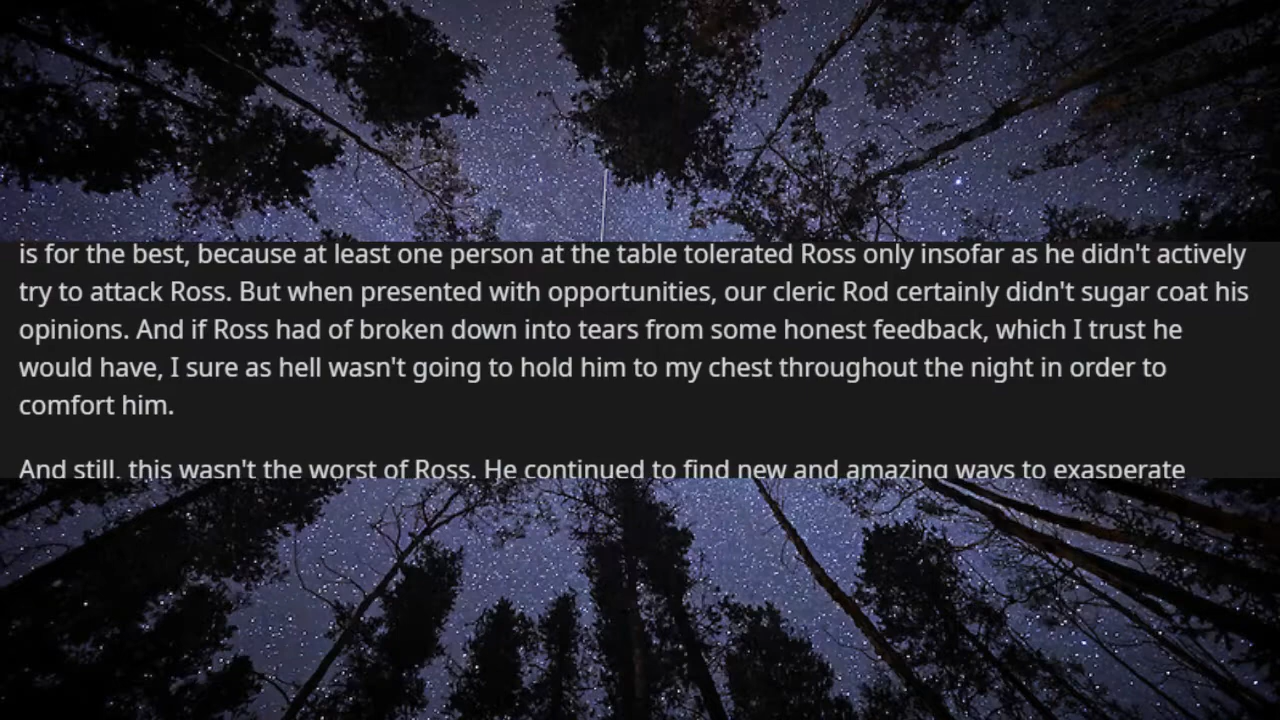 is for the best, because at least one person at the table tolerated Ross only insofar as he didn't actively
try to attack Ross. But when presented with opportunities, our cleric Rod certainly didn't sugar coat his
opinions. And if Ross had of broken down into tears from some honest feedback, which I trust he
would have, I sure as hell wasn't going to hold him to my chest throughout the night in order to
comfort him.
And still, this wasn't the worst of Ross. He continued to find new and amazing ways to exasperate